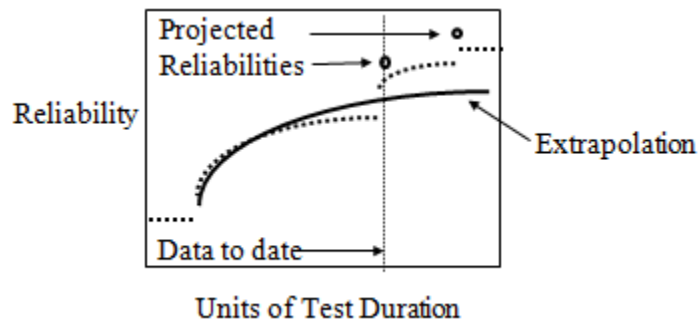 Projected
Reliabilities
Reliability
Extrapolation
Data to date
Units of Test Duration